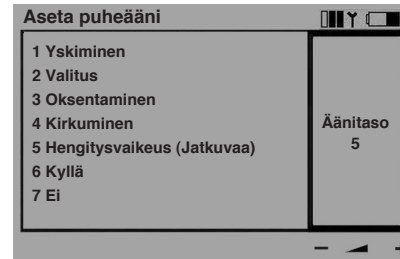 Aseta puheääni
1 Yskiminen
2 Valitus
3 Oksentaminen
4 Kirkuminen
5 Hengitysvaikeus (Jatkuvaa)
6 Kyllä
7 Ei
Äänitaso
5